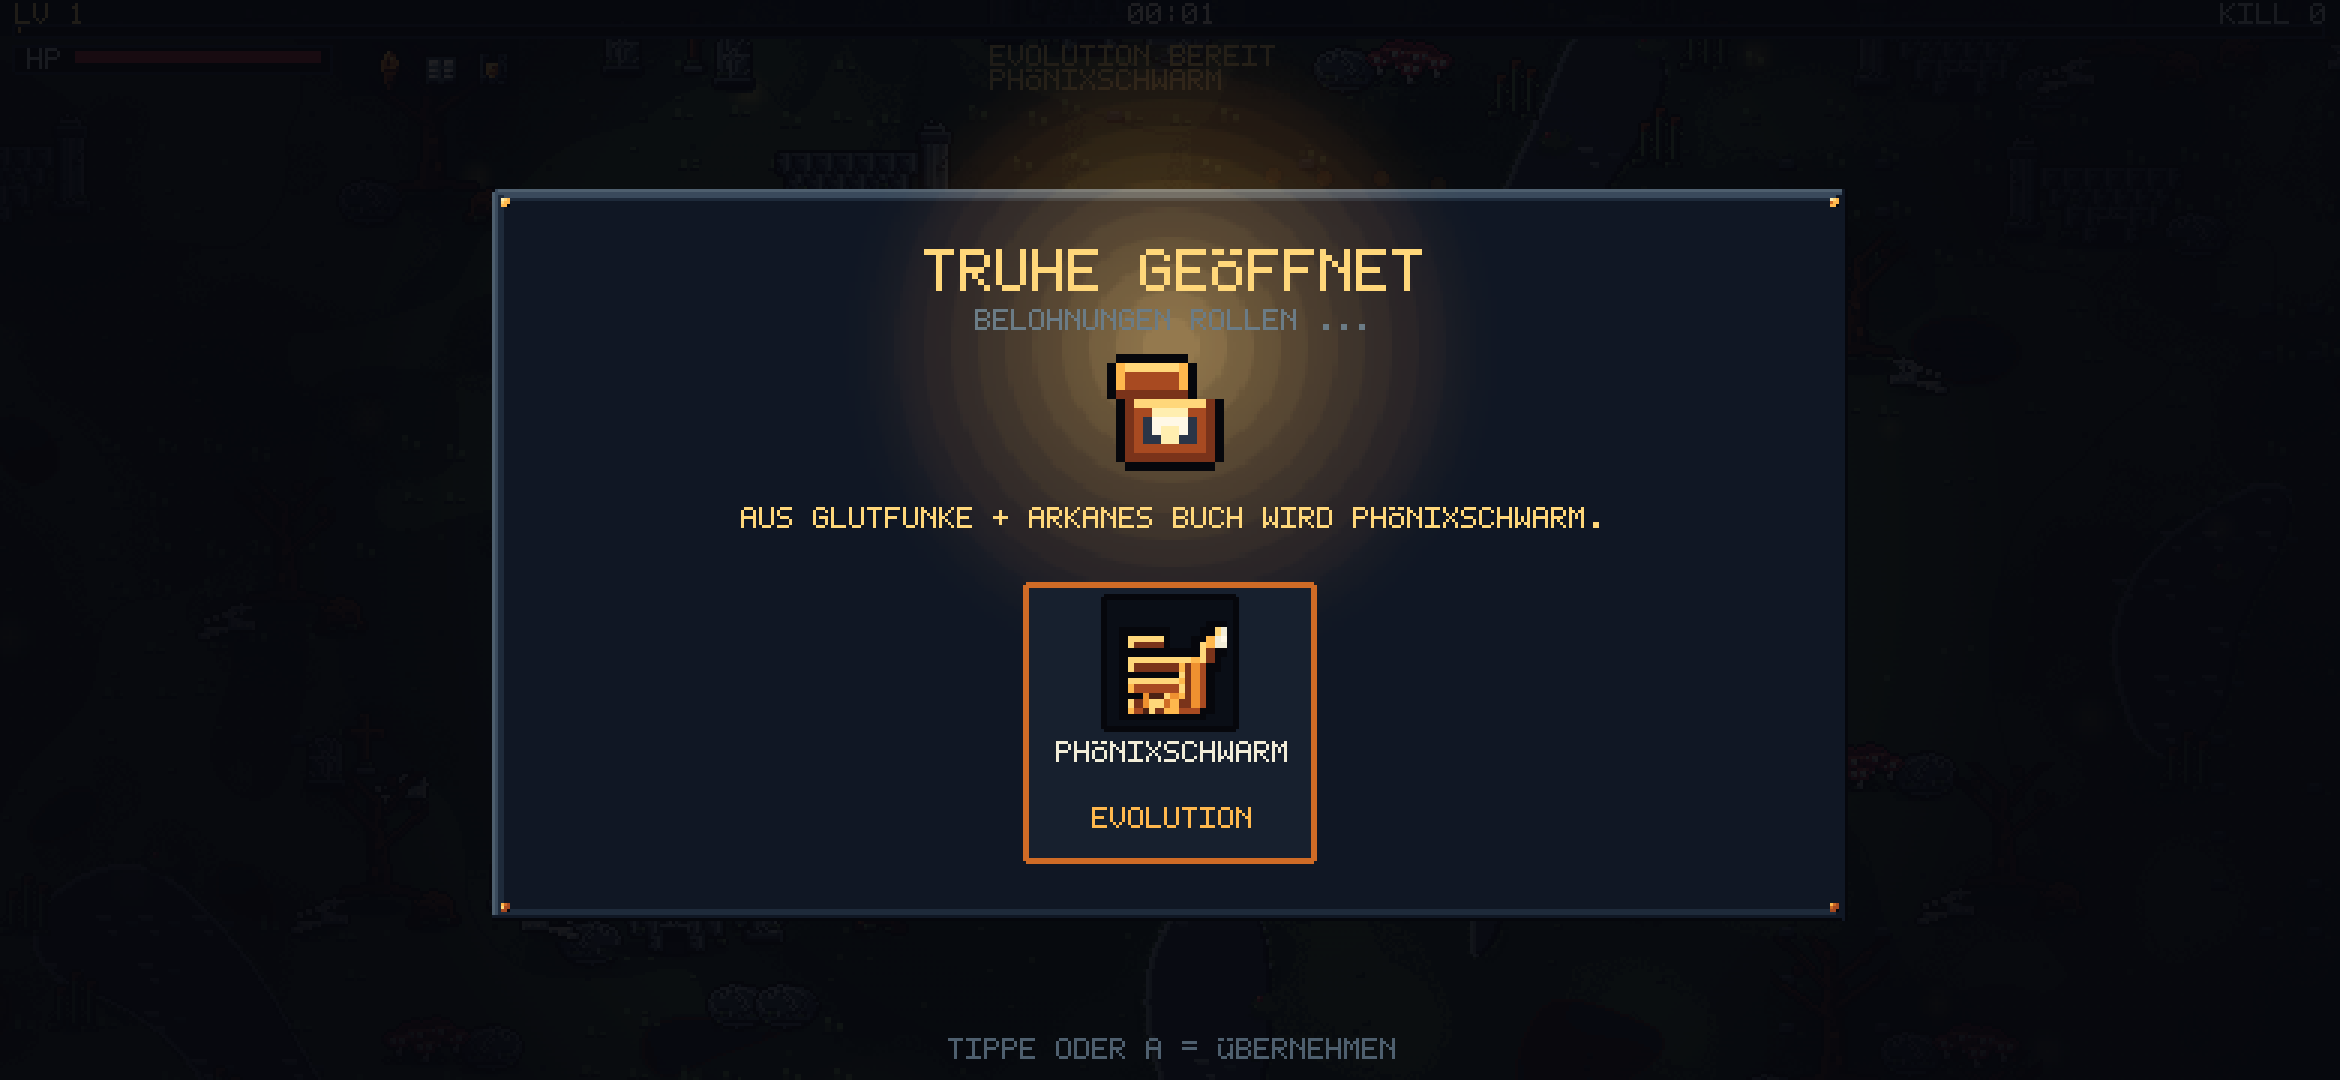 LV 1
00:01
KILL 0
HP
EVOLUTION BEREIT
PHöNIXSCHWARM
TRUHE GEöFFNET
BELOHNUNGEN ROLLEN ...
AUS GLUTFUNKE + ARKANES BUCH WIRD PHöNIXSCHWARM.
PHöNIXSCHWARM
EVOLUTION
TIPPE ODER A = üBERNEHMEN